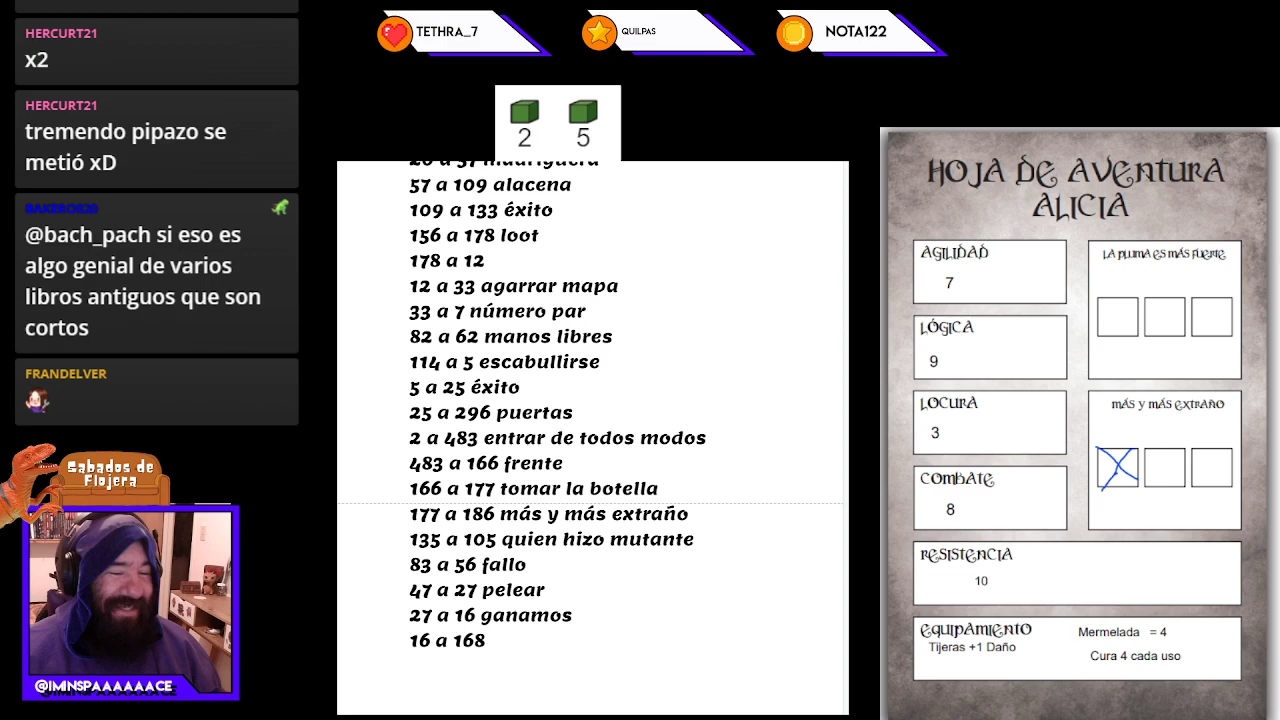 HERCURT21
x2
HERCURT21
tremendo pipazo se
metió xD
@bach_pach si eso es
algo genial de varios
libros antiguos que son
cortos
FRANDELVER
Sabados de
Flojera
@IMINSPAAAAAACE
TETHRA_7
QUILPAS
NOTA122
2 5
57 a 109 alacena
109 a 133 éxito
156 a 178 loot
178 a 12
12 a 33 agarrar mapa
33 a 7 número par
82 a 62 manos libres
114 a 5 escabullirse
5 a 25 éxito
25 a 296 puertas
2 a 483 entrar de todos modos
483 a 166 frente
166 a 177 tomar la botella
177 a 186 más y más extraño
135 a 105 quien hizo mutante
83 a 56 fallo
47 a 27 pelear
27 a 16 ganamos
16 a 168
HOJA DE AVENTURA
ALICIA
AGILIDAD
7
LÓGICA
9
LOCURA
3
COMBATE
8
LA PLUMA ES MÁS FUERTE
MÁS Y MÁS EXTRAÑO
RESISTENCIA
10
EQUIPAMIENTO
Tijeras +1 Daño
Mermelada = 4
Cura 4 cada uso